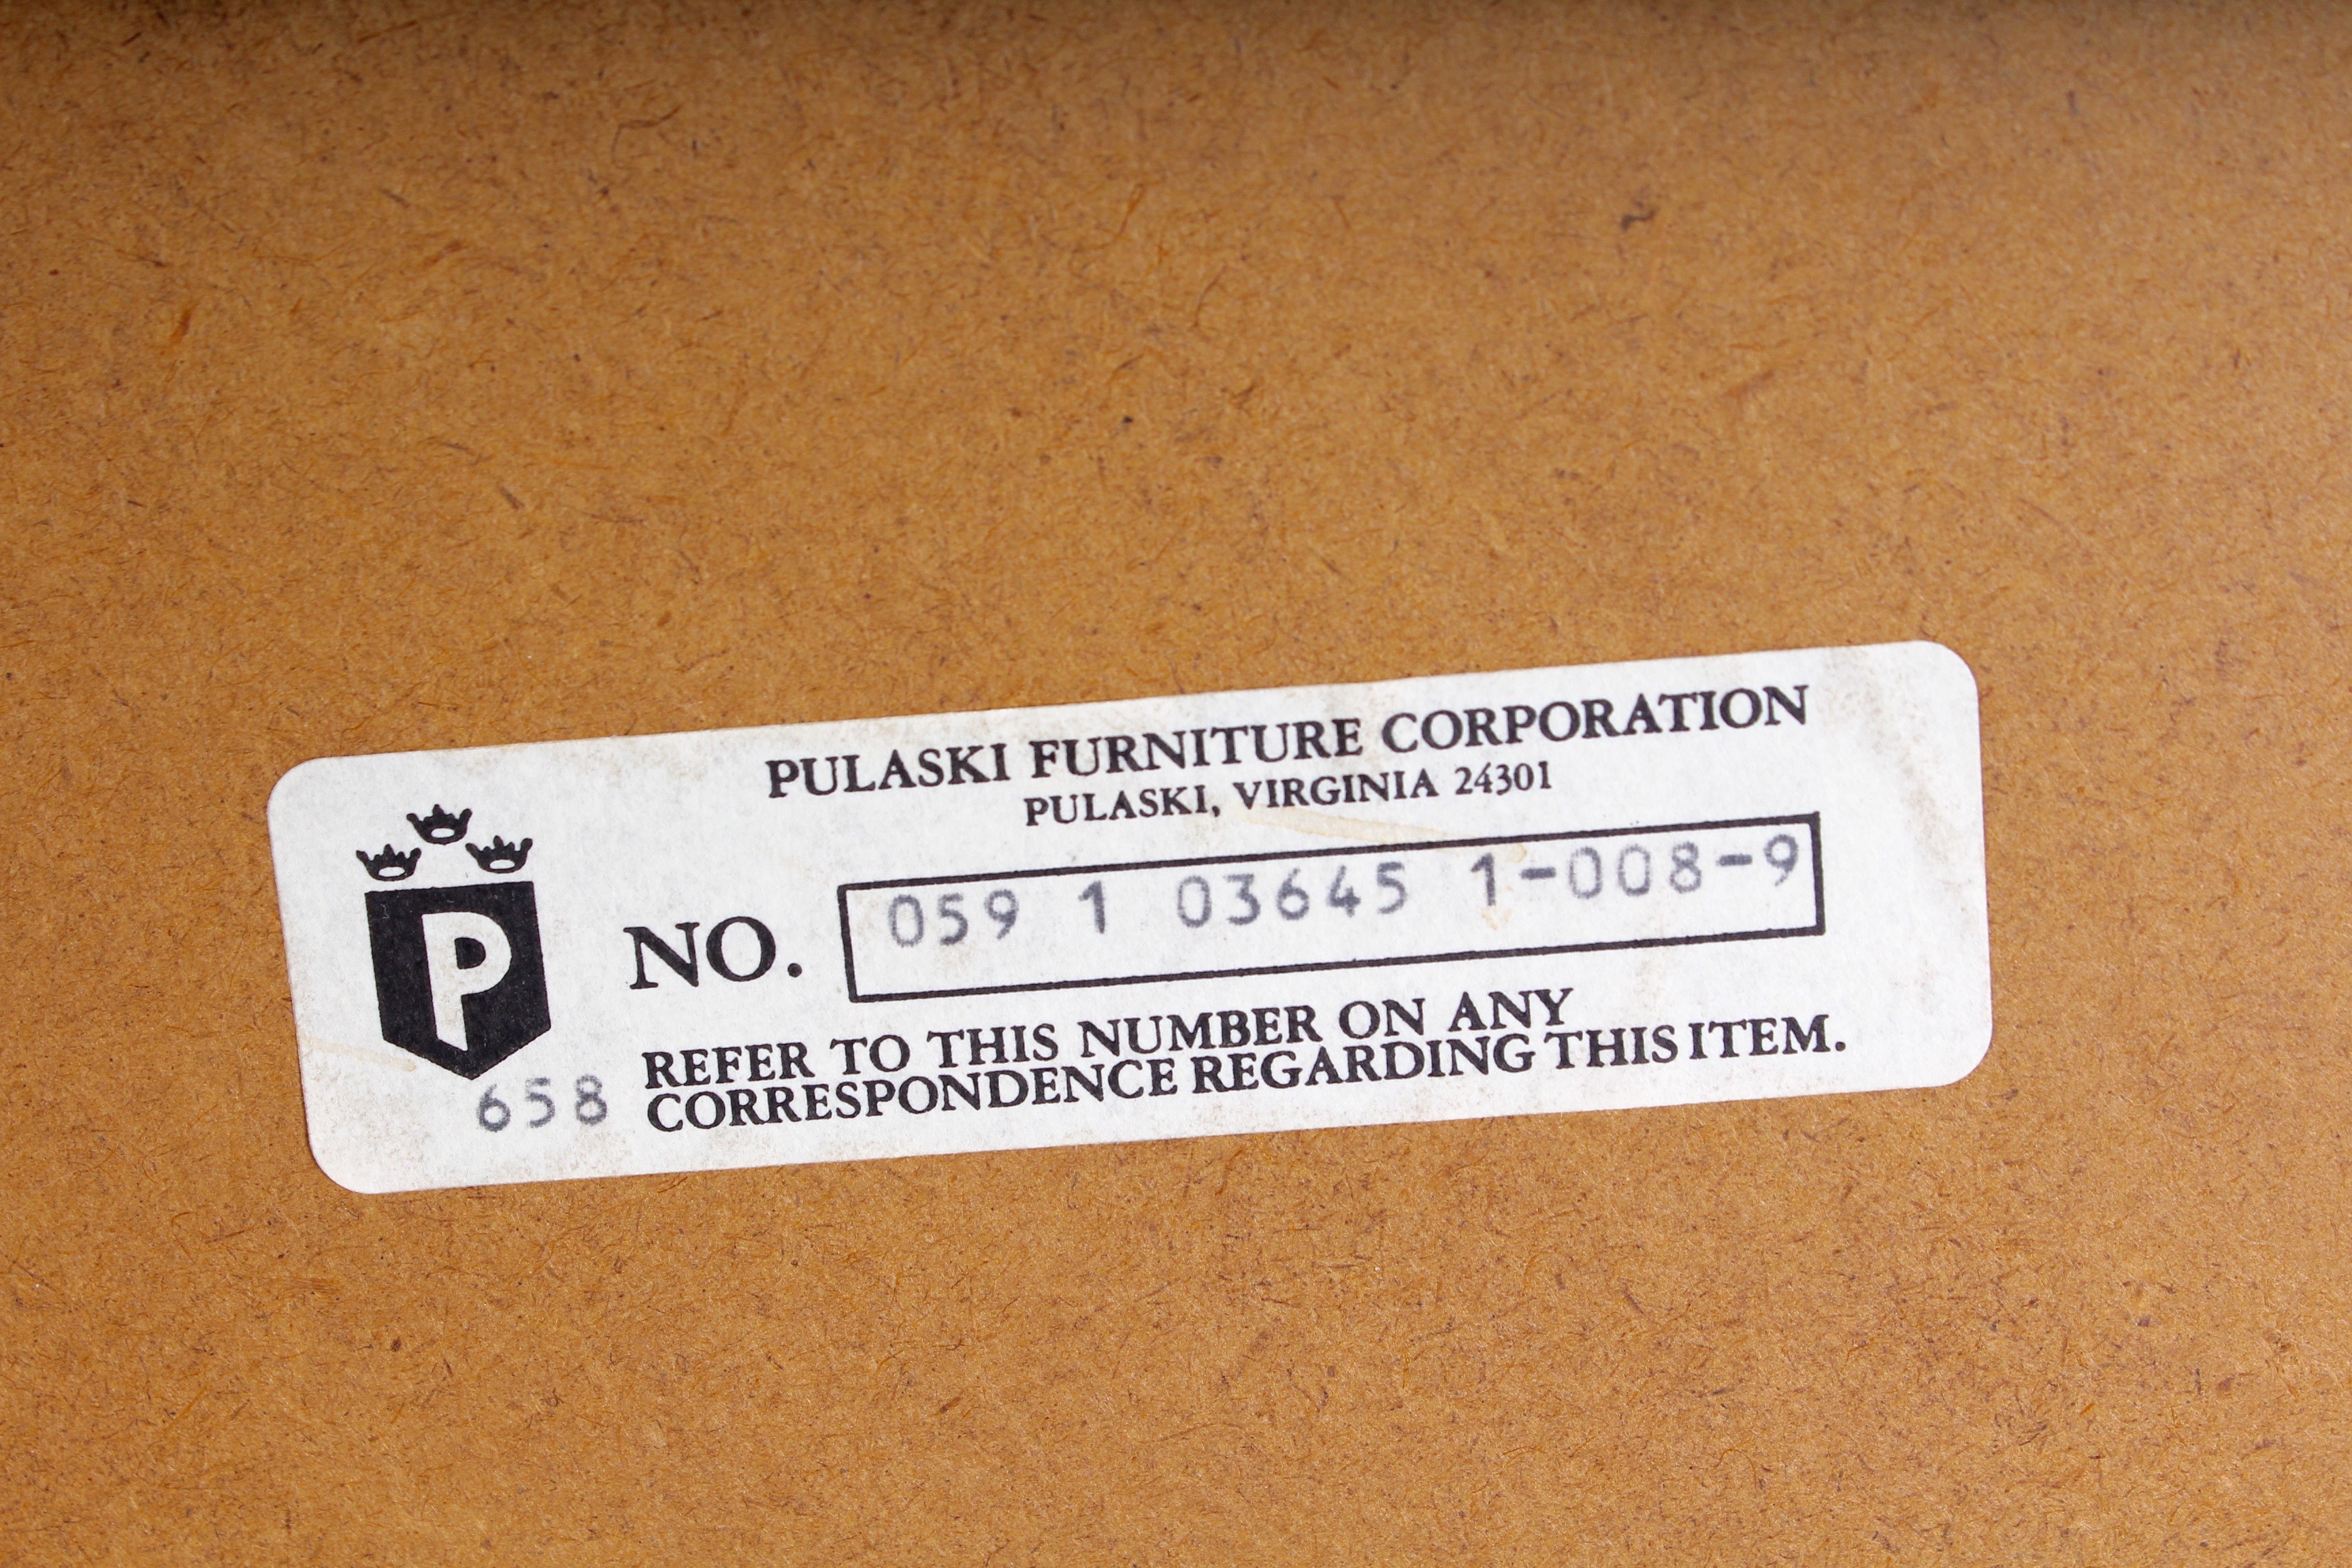 PULASKI FURNITURE CORPORATION
PULASKI, VIRGINIA 24301
P
NO. 059 1 03645 1-008-9
REFER TO THIS NUMBER ON ANY
CORRESPONDENCE REGARDING THIS ITEM.
658